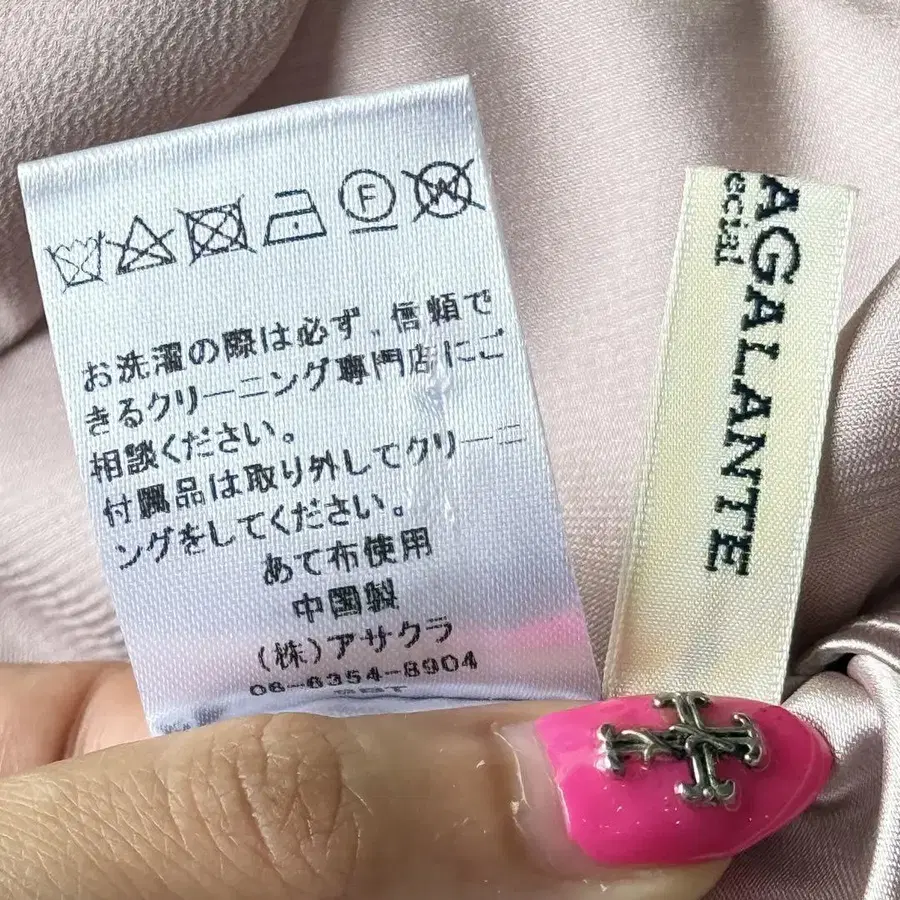 F
W
お洗濯の際は必ず、信頼で
きるクリーニング専門店にご
相談ください。
付属品は取り外してクリーニ
ングをしてください。
あて布使用
中国製
(株)アサクラ
06-6354-8904
AGALANTE
ecial